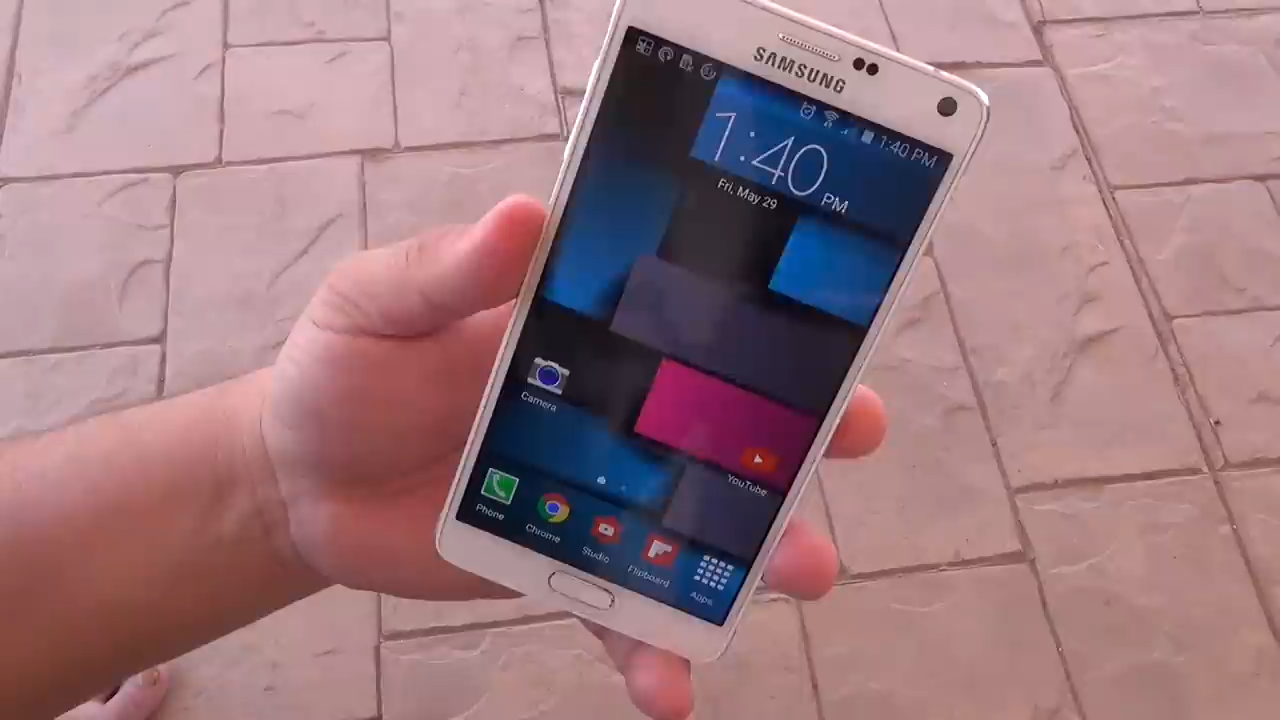 SAMSUNG
1:40 PM
1:40 PM
Fri, May 29
Camera
YouTube
Phone
Chrome
Studio
Flipboard
Apps